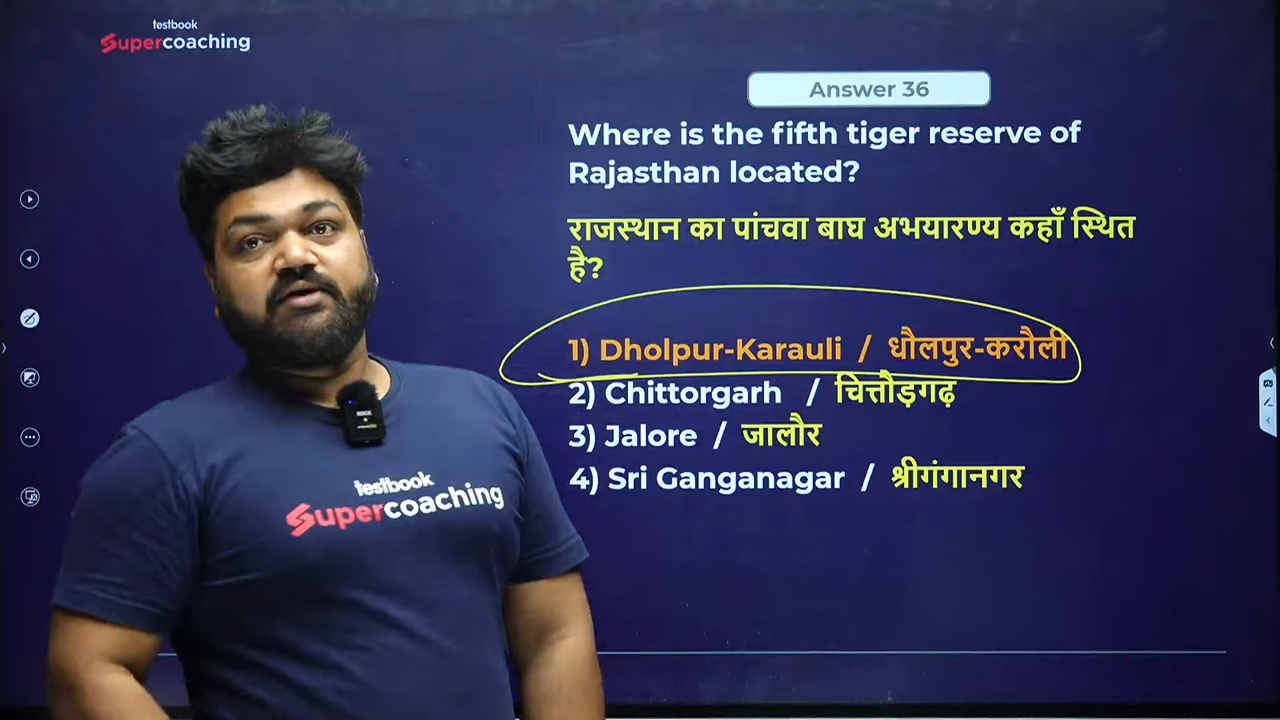 testbook
Supercoaching
Answer 36
Where is the fifth tiger reserve of
Rajasthan located?
राजस्थान का पांचवा बाघ अभयारण्य कहाँ स्थित
है?
1) Dholpur-Karauli / धौलपुर-करौली
2) Chittorgarh / चित्तौड़गढ़
3) Jalore / जालौर
4) Sri Ganganagar / श्रीगंगानगर
testbook
Supercoaching